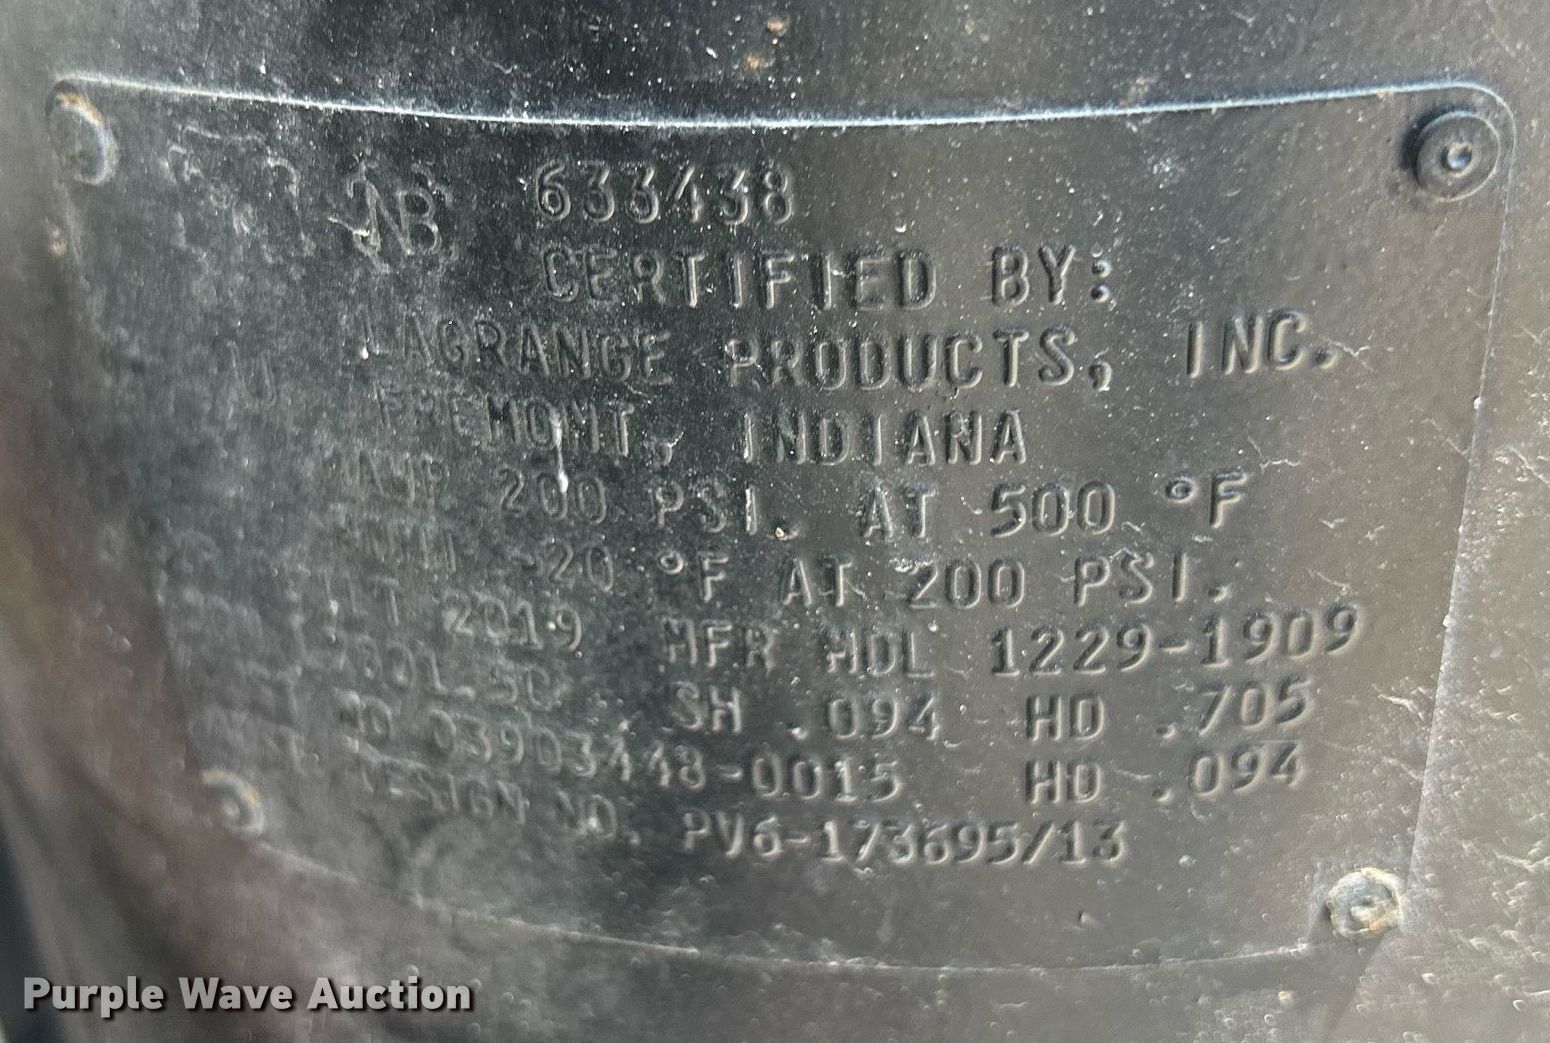 NB 633438
CERTIFIED BY:
LAGRANGE PRODUCTS, INC.
FREMONT, INDIANA
200 PSI. AT 500 °F
-20 °F AT 200 PSI.
2019 MFR MDL 1229-1909
SH .094 HD .705
03903448-0015 HD .094
DESIGN NO. PV6-173695/13
Purple Wave Auction